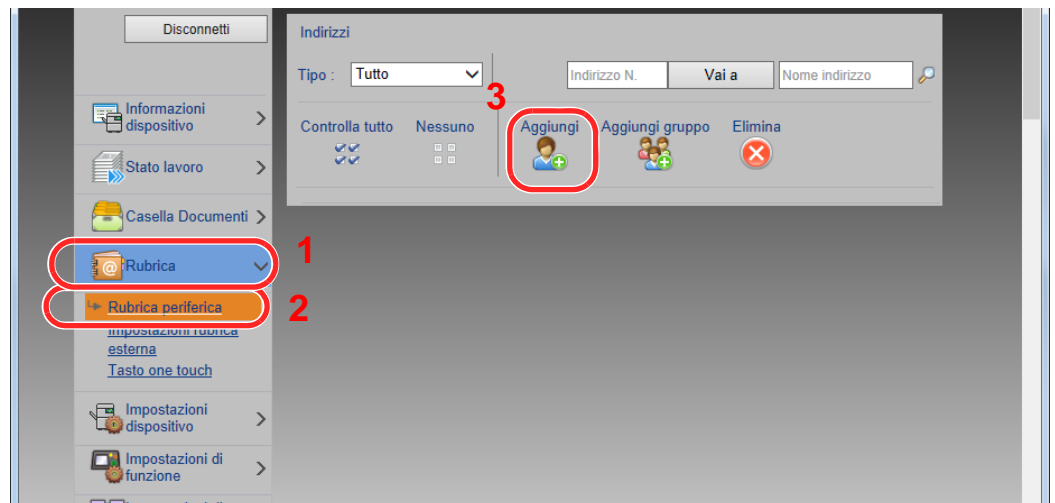 Disconnetti
Informazioni
dispositivo
Stato lavoro
Casella Documenti
Rubrica
1
Rubrica periferica
2
Impostazioni rubrica
esterna
Tasto one touch
Impostazioni
dispositivo
Impostazioni di
funzione
Indirizzi
Tipo : Tutto
Indirizzo N. Vai a Nome indirizzo
3
Controlla tutto Nessuno Aggiungi Aggiungi gruppo Elimina